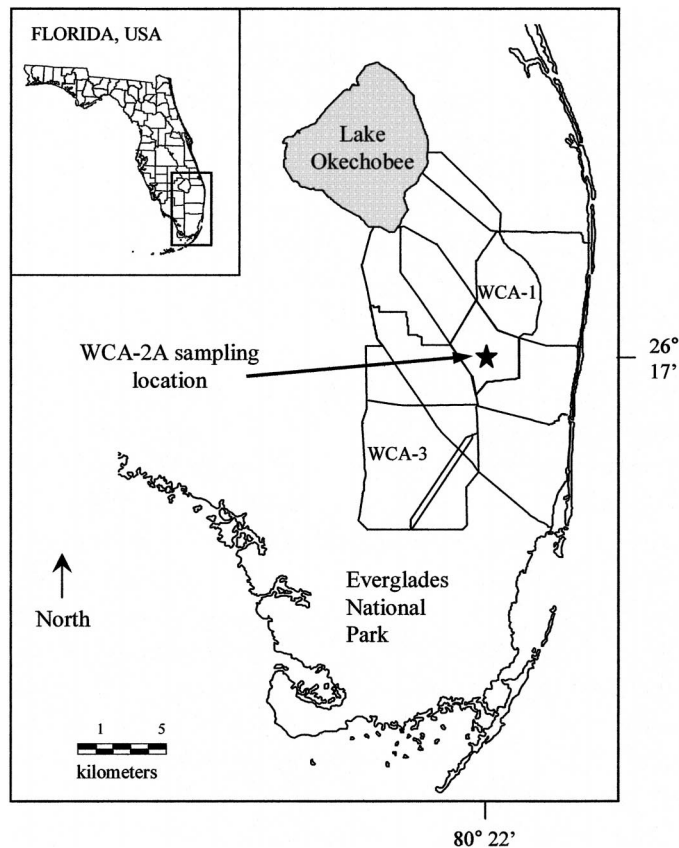 FLORIDA, USA
Lake
Okechobee
WCA-1
WCA-2A sampling
location
26°
17'
WCA-3
Everglades
National
Park
North
1 5
kilometers
80° 22'